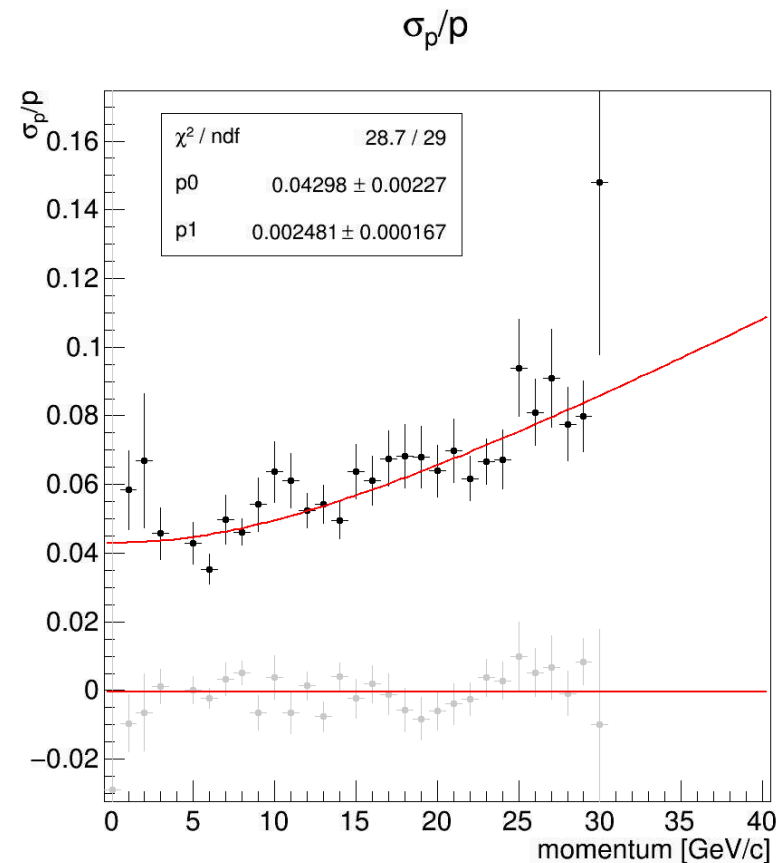 σp/p
σp/p
χ² / ndf 28.7 / 29
p0 0.04298 ± 0.00227
p1 0.002481 ± 0.000167
0.16
0.14
0.12
0.1
0.08
0.06
0.04
0.02
0
−0.02
0 5 10 15 20 25 30 35 40
momentum [GeV/c]